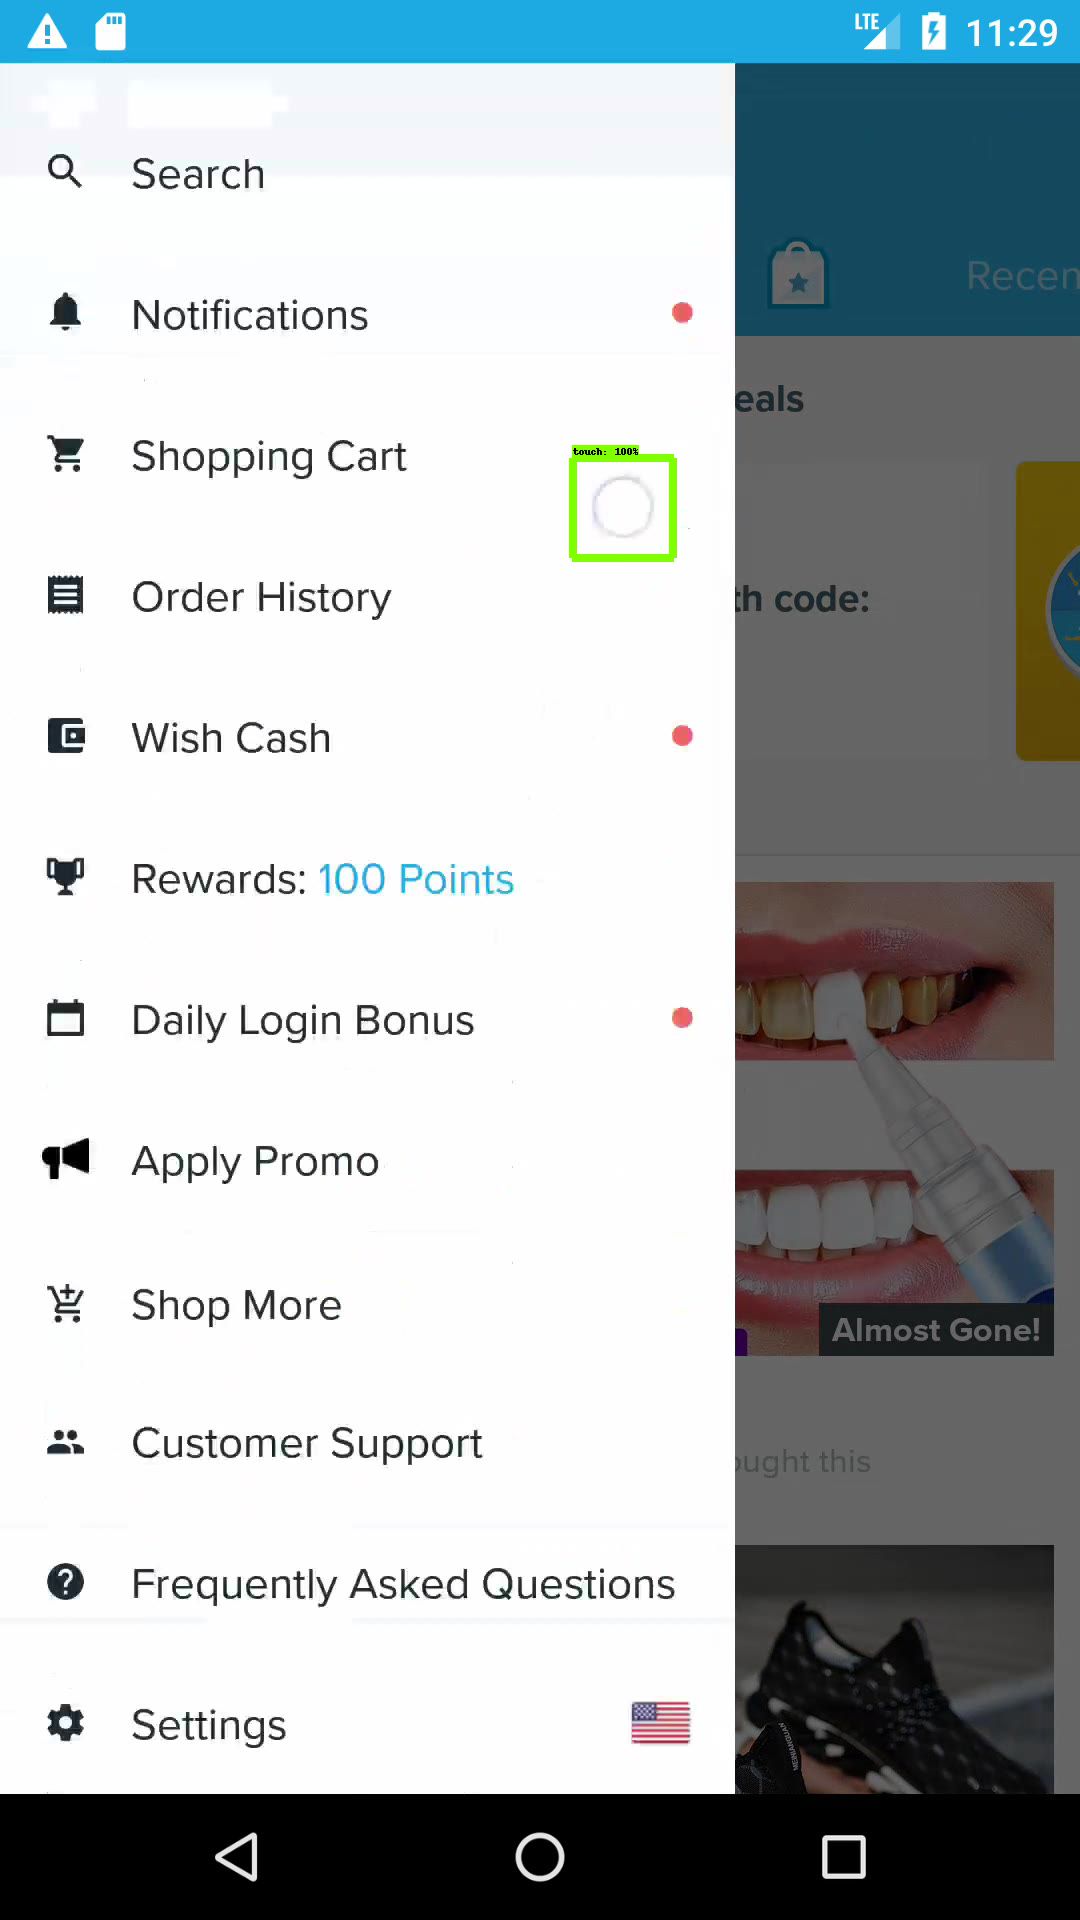 LTE 11:29
Search
Recen
Notifications
eals
touch: 100%
Shopping Cart
Order History
th code:
Wish Cash
Rewards: 100 Points
Daily Login Bonus
Apply Promo
Shop More
Almost Gone!
Customer Support
ought this
Frequently Asked Questions
Settings